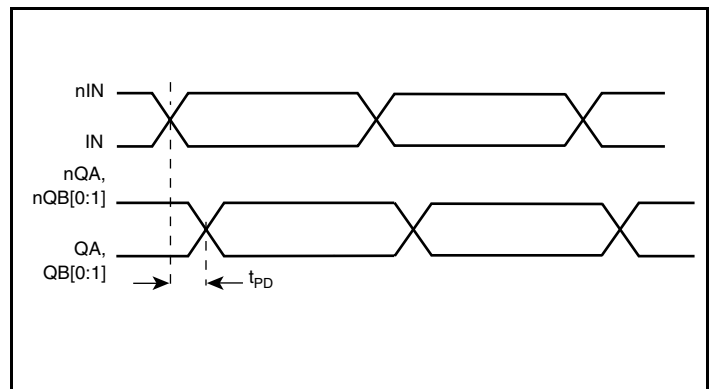 nIN
IN
nQA,
nQB[0:1]
QA,
QB[0:1]
tPD